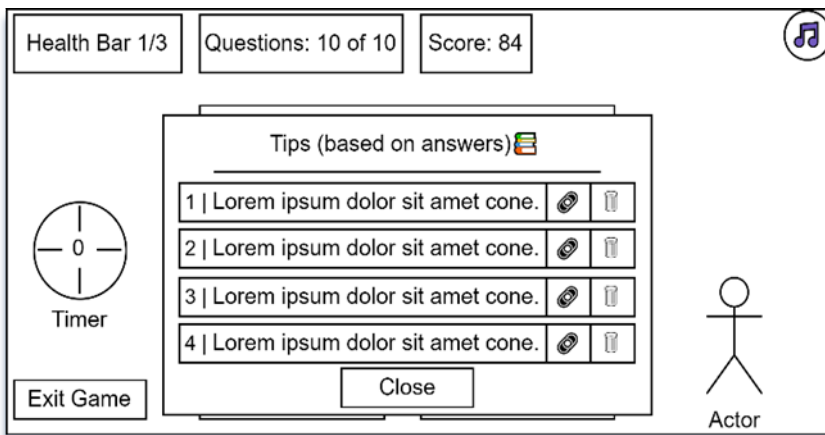 Health Bar 1/3
Questions: 10 of 10
Score: 84
Tips (based on answers)
1 | Lorem ipsum dolor sit amet cone.
2 | Lorem ipsum dolor sit amet cone.
3 | Lorem ipsum dolor sit amet cone.
4 | Lorem ipsum dolor sit amet cone.
0
Timer
Close
Exit Game
Actor